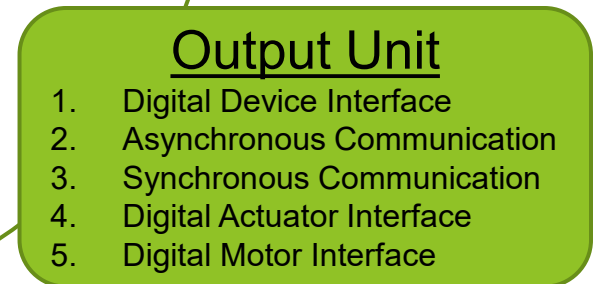 Output Unit
1. Digital Device Interface
2. Asynchronous Communication
3. Synchronous Communication
4. Digital Actuator Interface
5. Digital Motor Interface